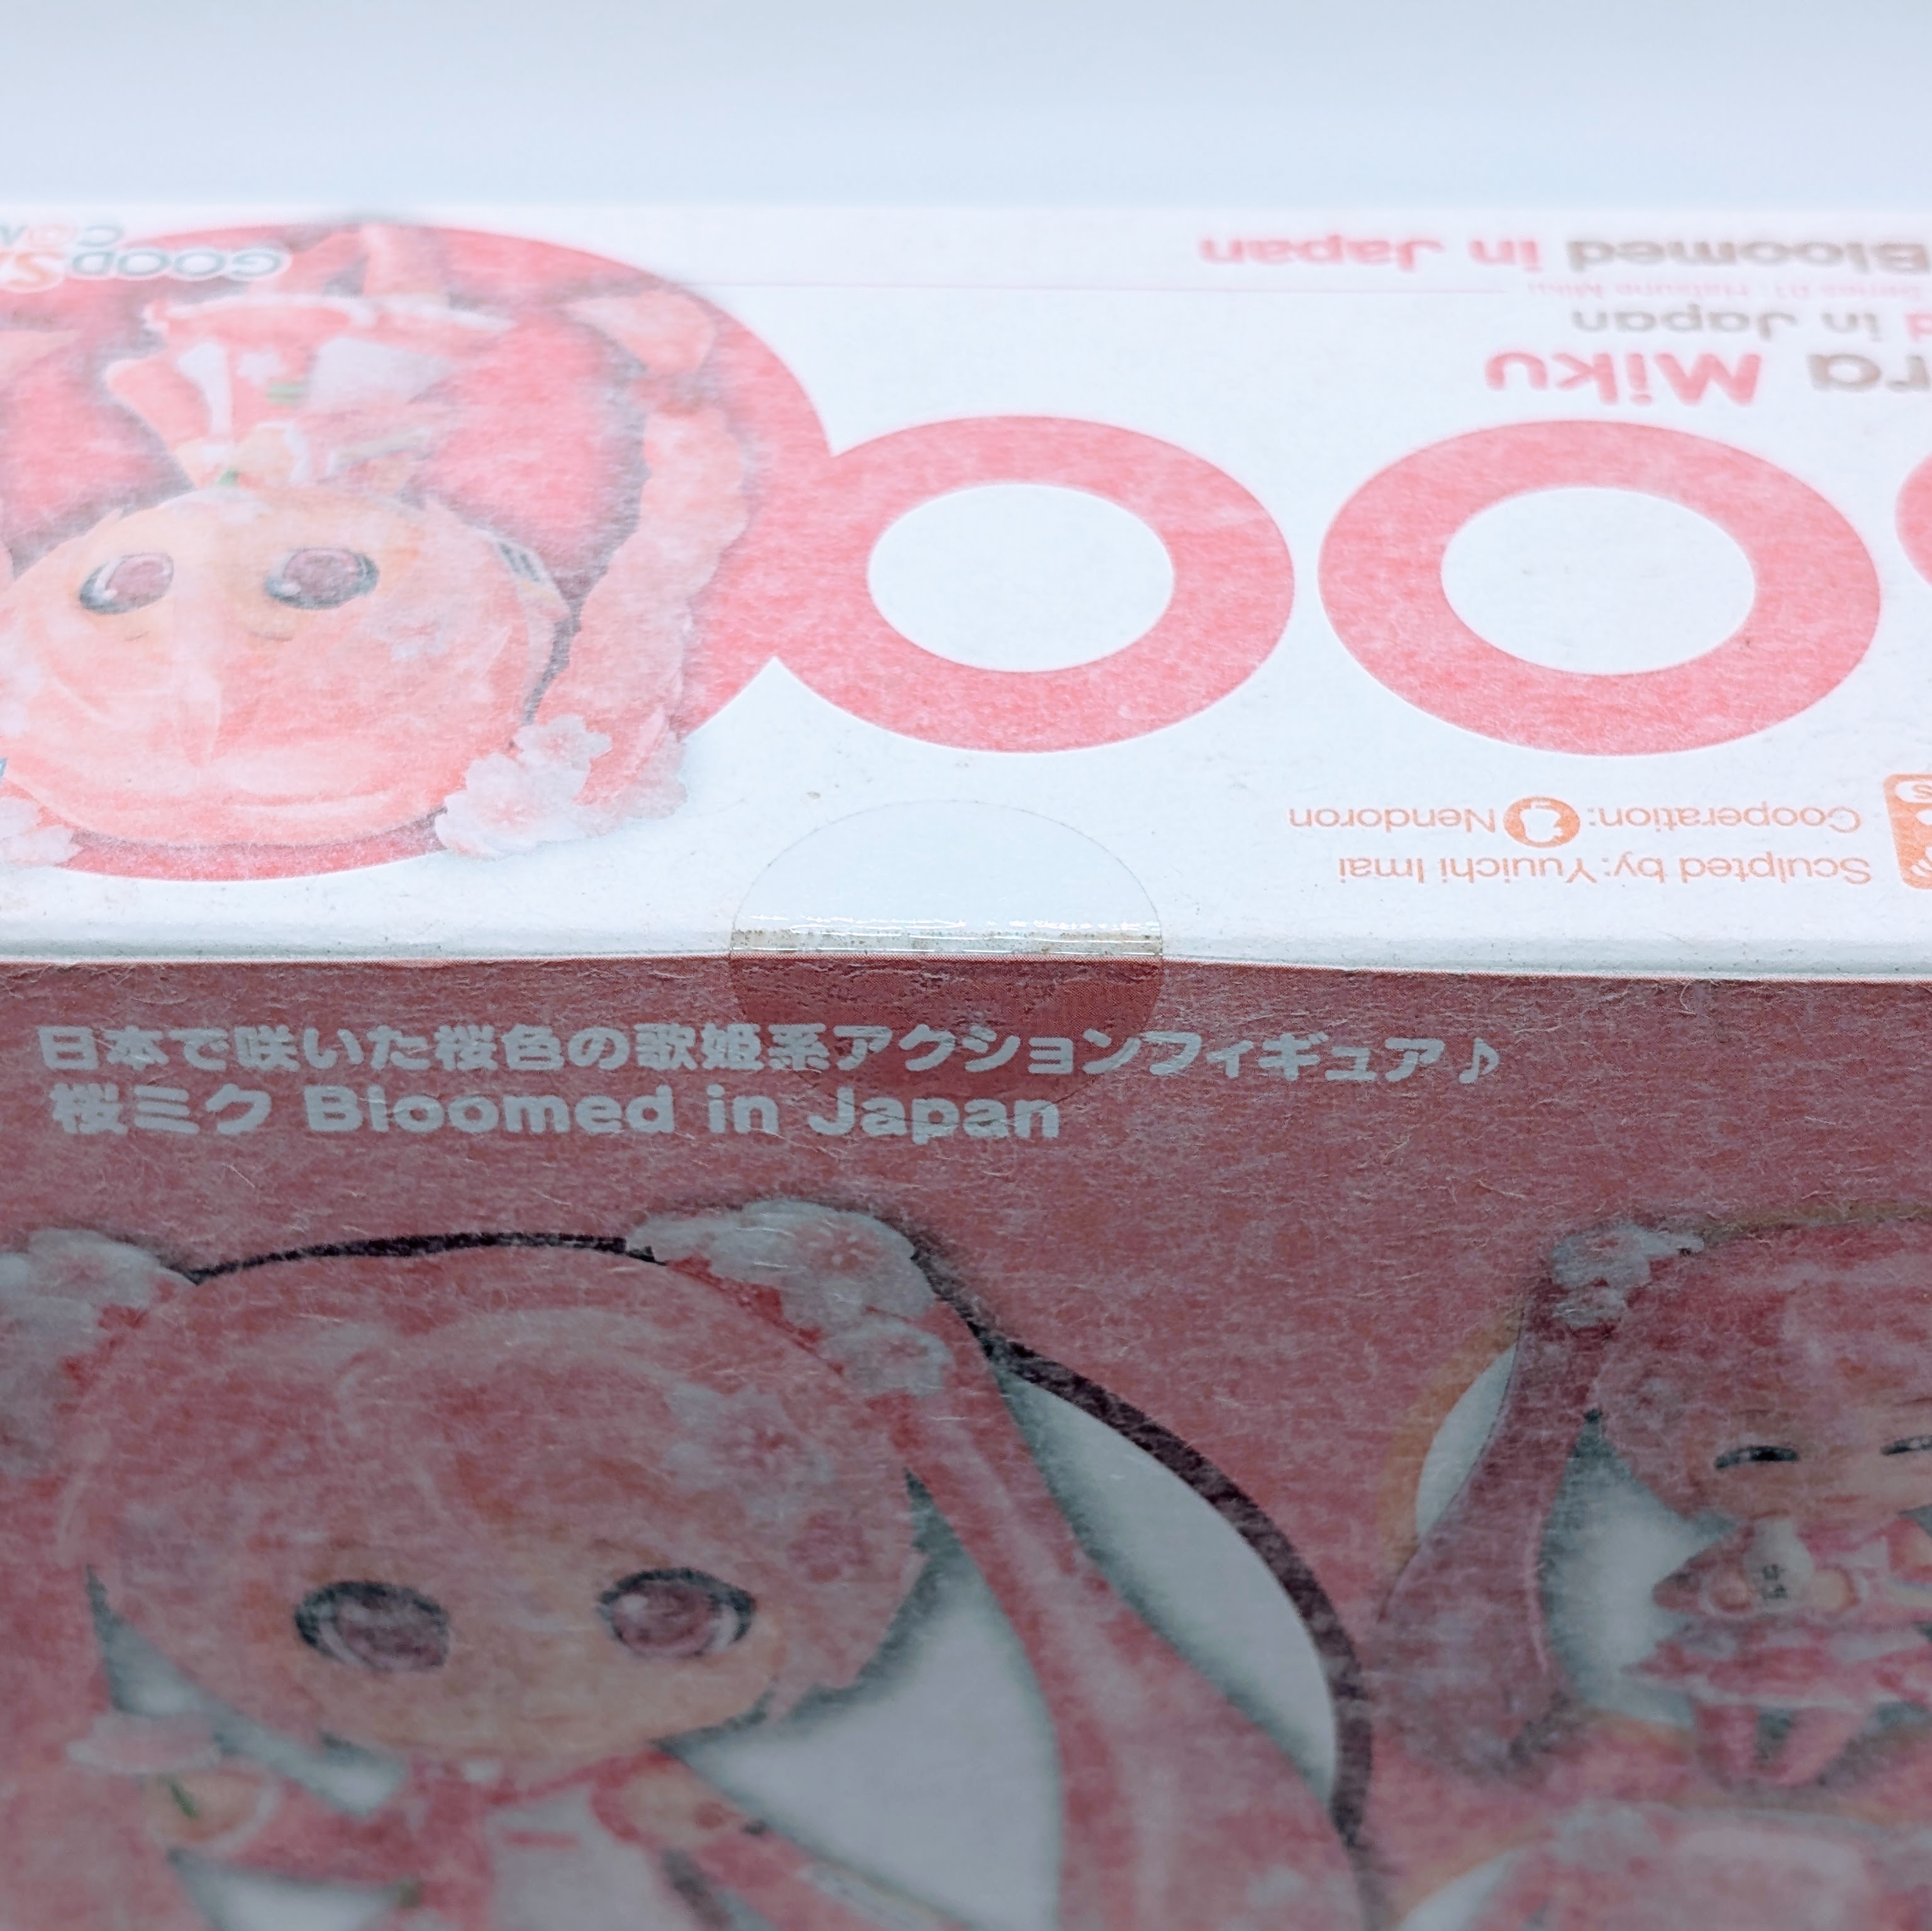 GOOD
Bloomed in Japan
in Japan
Miku
Cooperation: Nendoron
Sculpted by: Yuuichi Imai
日本で咲いた桜色の歌姫系アクションフィギュア♪
桜ミク Bloomed in Japan